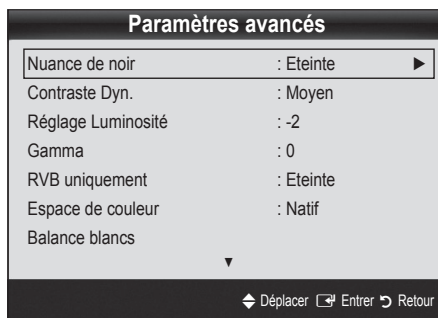 Paramètres avancés
Nuance de noir : Eteinte ►
Contraste Dyn. : Moyen
Réglage Luminosité : -2
Gamma : 0
RVB uniquement : Eteinte
Espace de couleur : Natif
Balance blancs
▼
Déplacer Entrer Retour